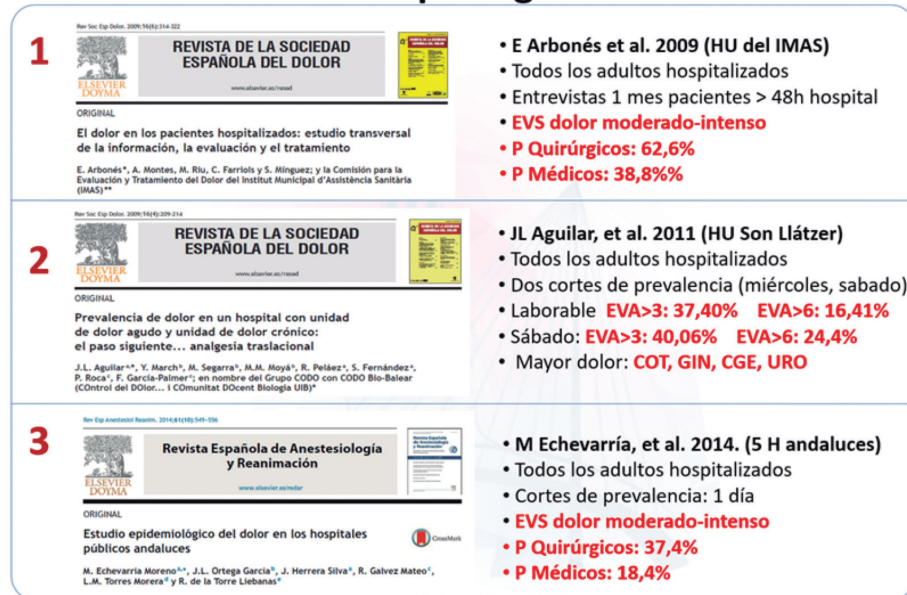 1
Rev Soc Esp Dolor. 2009;16(6):314-322
REVISTA DE LA SOCIEDAD
ESPAÑOLA DEL DOLOR
www.elsevier.es/resed
ELSEVIER
DOYMA
ORIGINAL
El dolor en los pacientes hospitalizados: estudio transversal
de la información, la evaluación y el tratamiento
E. Arbonés*, A. Montes, M. Riu, C. Farriols y S. Mínguez; y la Comisión para la
Evaluación y Tratamiento del Dolor del Institut Municipal d'Assistència Sanitària
(IMAS)**
• E Arbonés et al. 2009 (HU del IMAS)
• Todos los adultos hospitalizados
• Entrevistas 1 mes pacientes > 48h hospital
• EVS dolor moderado-intenso
• P Quirúrgicos: 62,6%
• P Médicos: 38,8%%
2
Rev Soc Esp Dolor. 2009;16(4):209-214
REVISTA DE LA SOCIEDAD
ESPAÑOLA DEL DOLOR
www.elsevier.es/resed
ELSEVIER
DOYMA
ORIGINAL
Prevalencia de dolor en un hospital con unidad
de dolor agudo y unidad de dolor crónico:
el paso siguiente... analgesia traslacional
J.L. Aguilar a,*, Y. March b, M. Segarra b, M.M. Moyá b, R. Peláez a, S. Fernández a,
P. Roca c, F. García-Palmer c; en nombre del Grupo CODO con CODO Bio-Balear
(COntrol del DOlor... i COmunitat DOcent Biologia UIB)*
• JL Aguilar, et al. 2011 (HU Son Llátzer)
• Todos los adultos hospitalizados
• Dos cortes de prevalencia (miércoles, sabado)
• Laborable EVA>3: 37,40% EVA>6: 16,41%
• Sábado: EVA>3: 40,06% EVA>6: 24,4%
• Mayor dolor: COT, GIN, CGE, URO
3
Rev Esp Anestesiol Reanim. 2014;61(10):549-556
Revista Española de Anestesiología
y Reanimación
www.elsevier.es/redar
ELSEVIER
DOYMA
ORIGINAL
Estudio epidemiológico del dolor en los hospitales
públicos andaluces
CrossMark
M. Echevarría Moreno a,*, J.L. Ortega García b, J. Herrera Silva a, R. Galvez Mateo c,
L.M. Torres Morera d y R. de la Torre Liebanas e
• M Echevarría, et al. 2014. (5 H andaluces)
• Todos los adultos hospitalizados
• Cortes de prevalencia: 1 día
• EVS dolor moderado-intenso
• P Quirúrgicos: 37,4%
• P Médicos: 18,4%